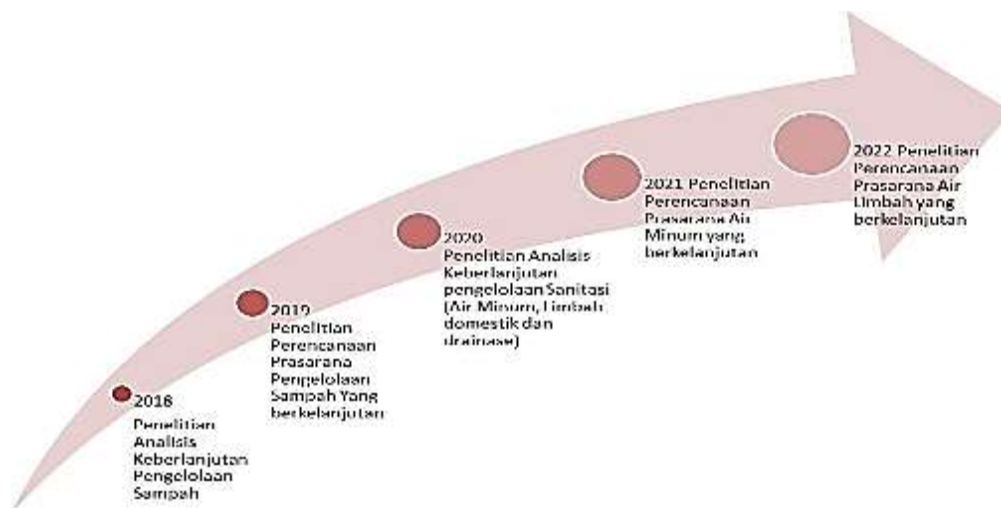 2018
Penelitian
Analisis
Keberlanjutan
Pengelolaan
Sampah
2019
Penelitian
Perencanaan
Prasarana
Pengelolaan
Sampah Yang
berkelanjutan
2020
Penelitian Analisis
Keberlanjutan
pengelolaan Sanitasi
(Air Minum, Limbah
domestik dan
drainase)
2021 Penelitian
Perencanaan
Prasarana Air
Minum yang
berkelanjutan
2022 Penelitian
Perencanaan
Prasarana Air
Limbah yang
berkelanjutan